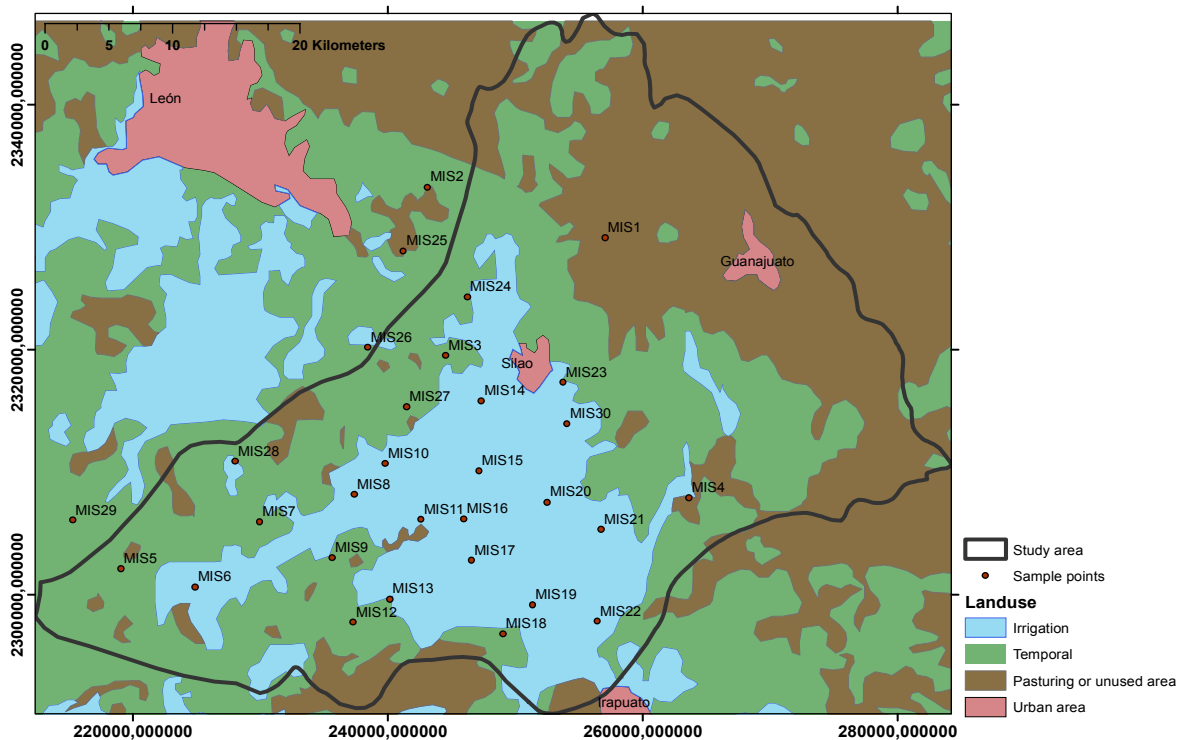 0 5 10 20 Kilometers
León
2340000,000000
MIS2
MIS1
MIS25
Guanajuato
MIS24
MIS26
MIS3
2320000,000000
Silao
MIS23
MIS14
MIS27
MIS30
MIS28
MIS10
MIS15
MIS8
MIS4
MIS20
MIS29
MIS7
MIS11
MIS16
MIS21
MIS9
MIS17
MIS5
MIS6
MIS13
MIS19
2300000,000000
MIS12
MIS18
MIS22
Irapuato
220000,000000
240000,000000
260000,000000
280000,000000
Study area
Sample points
Landuse
Irrigation
Temporal
Pasturing or unused area
Urban area